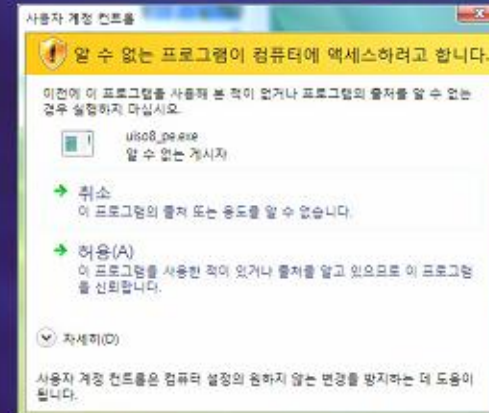 사용자 계정 컨트롤
알 수 없는 프로그램이 컴퓨터에 액세스하려고 합니다.
이전에 이 프로그램을 사용해 본 적이 없거나 프로그램의 출처를 알 수 없는
경우 실행하지 마십시오.
uiso8_pe.exe
알 수 없는 게시자
취소
이 프로그램의 출처 또는 용도를 알 수 없습니다.
허용(A)
이 프로그램을 사용한 적이 있거나 출처를 알고 있으므로 이 프로그램
을 신뢰합니다.
자세히(D)
사용자 계정 컨트롤은 컴퓨터 설정의 원하지 않는 변경을 방지하는 데 도움이
됩니다.